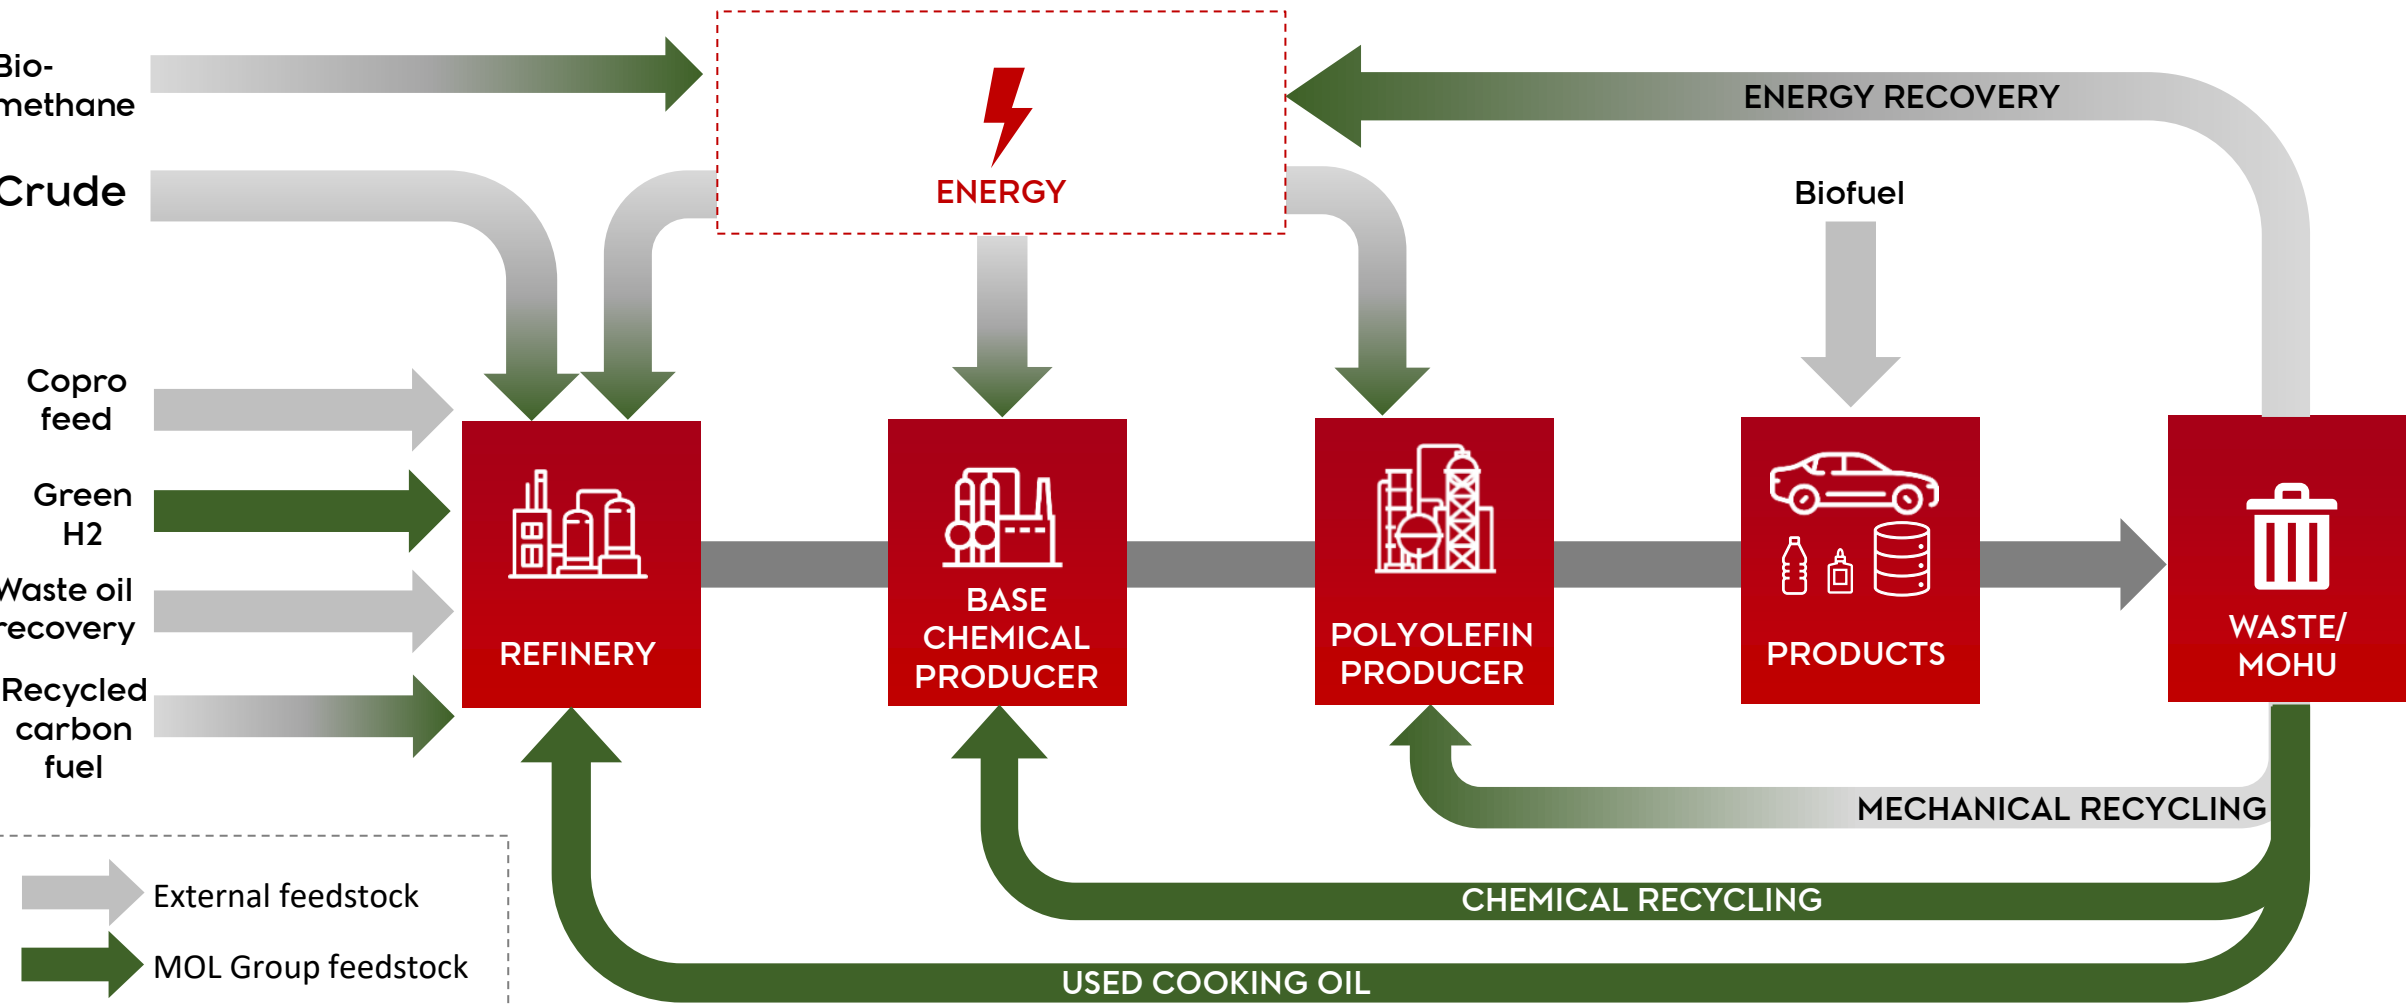 Bio-
methane
ENERGY RECOVERY
Crude
ENERGY
Biofuel
Copro
feed
Green
H2
Waste oil
recovery
Recycled
carbon
fuel
REFINERY
BASE
CHEMICAL
PRODUCER
POLYOLEFIN
PRODUCER
PRODUCTS
WASTE/
MOHU
MECHANICAL RECYCLING
CHEMICAL RECYCLING
USED COOKING OIL
External feedstock
MOL Group feedstock